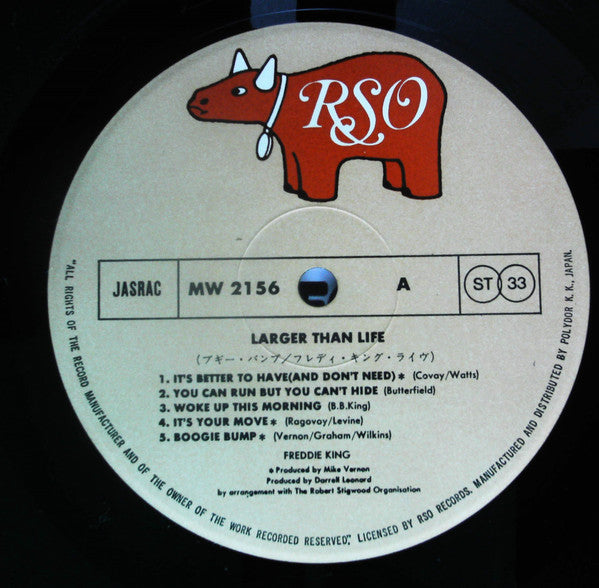 RSO
JASRAC MW 2156 A ST 33
LARGER THAN LIFE
(ブギー・バンプ/フレディ・キング・ライヴ)
1. IT'S BETTER TO HAVE(AND DON'T NEED) * (Covay/Watts)
2. YOU CAN RUN BUT YOU CAN'T HIDE (Butterfield)
3. WOKE UP THIS MORNING (B.B.King)
4. IT'S YOUR MOVE * (Ragovoy/Levine)
5. BOOGIE BUMP * (Vernon/Graham/Wilkins)
FREDDIE KING
* Produced by Mike Vernon
Produced by Darrell Leonard
by arrangement with The Robert Stigwood Organisation
"ALL RIGHTS OF THE RECORD MANUFACTURER AND OF THE OWNER OF THE WORK RECORDED RESERVED". LICENSED BY RSO RECORDS, MANUFACTURED AND DISTRIBUTED BY POLYDOR K. K., JAPAN.